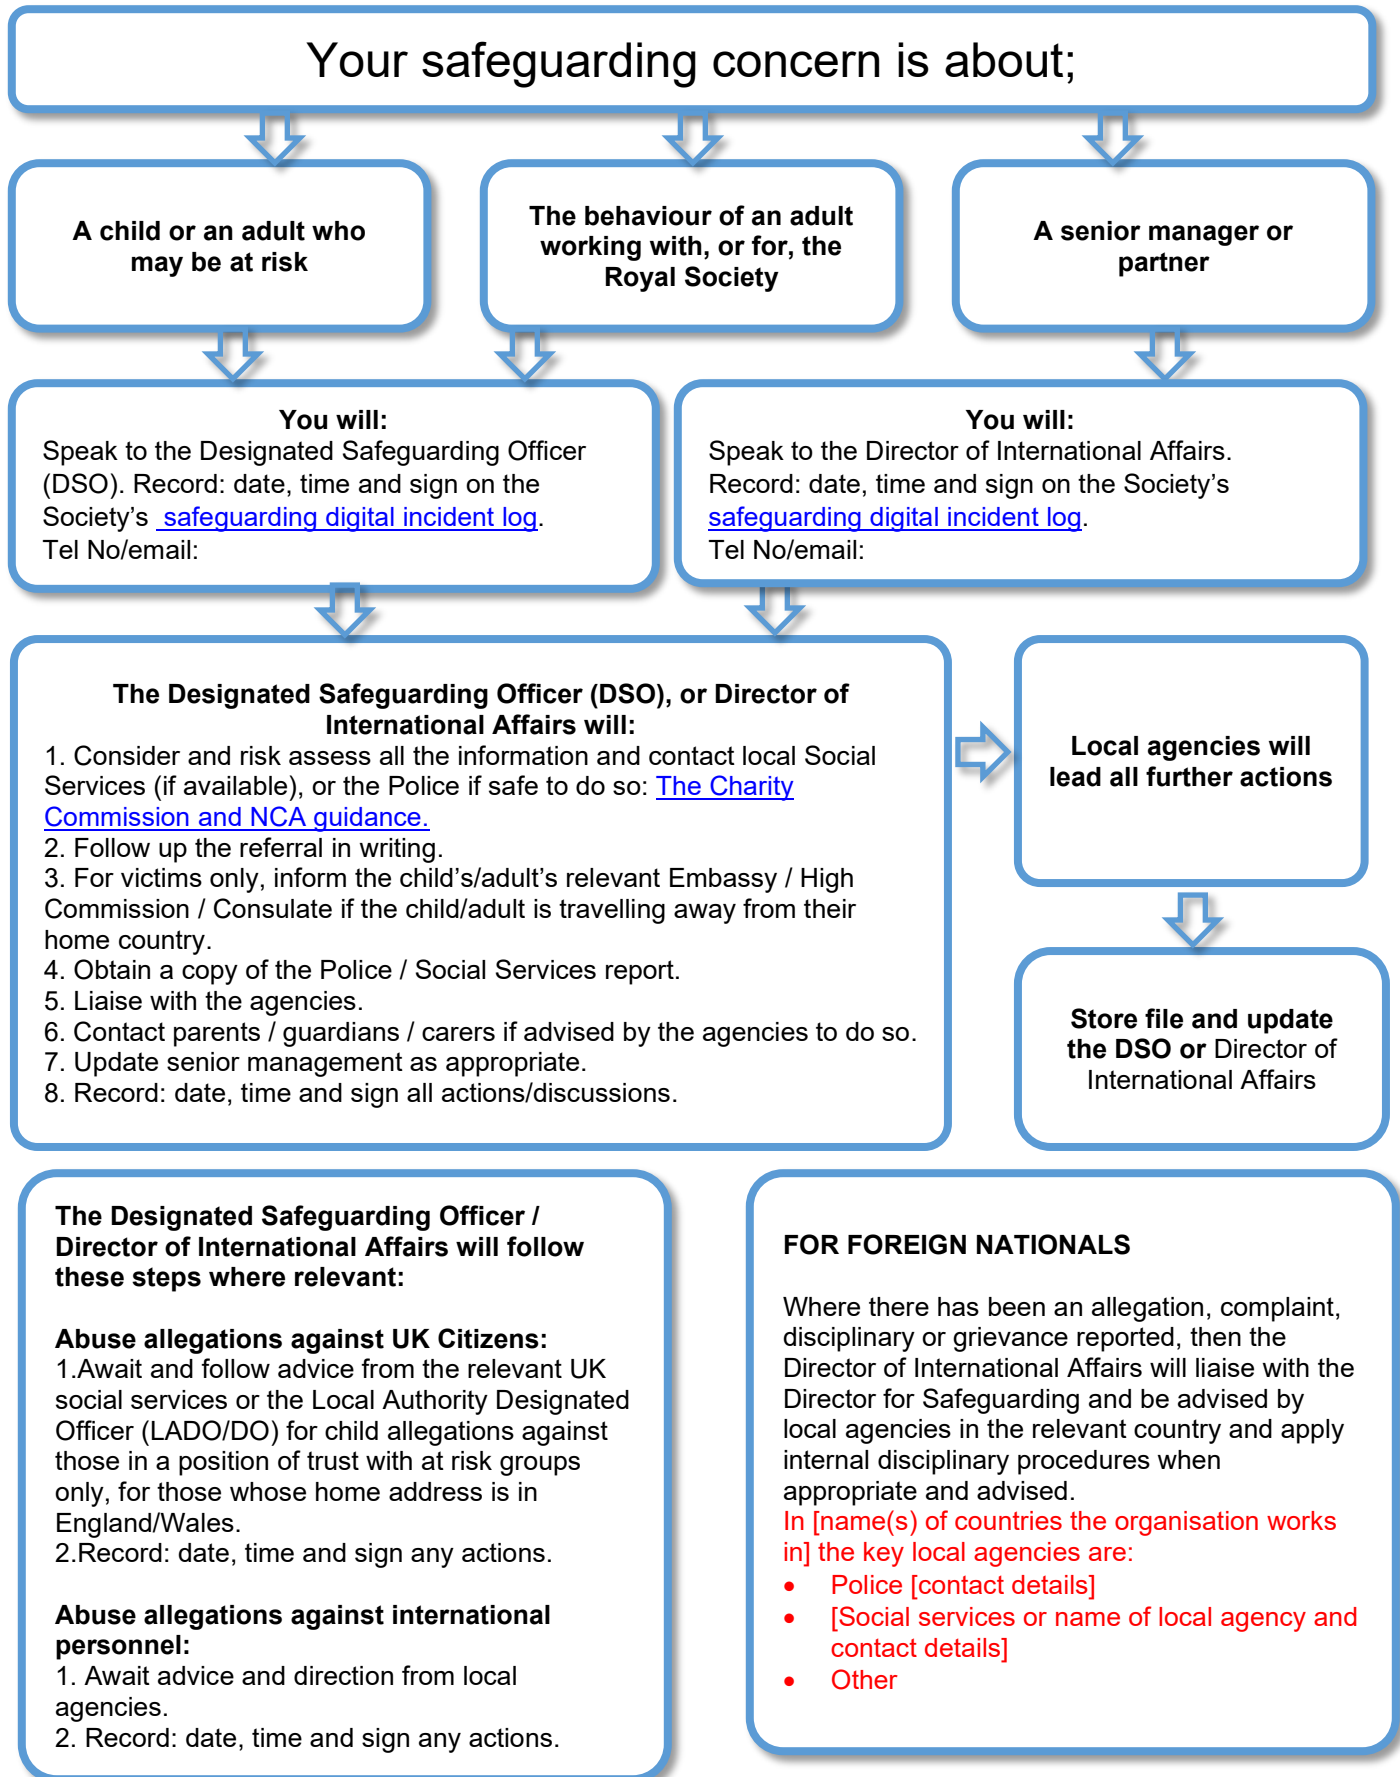 Your safeguarding concern is about;
A child or an adult who
may be at risk
The behaviour of an adult
working with, or for, the
Royal Society
A senior manager or
partner
You will:
Speak to the Designated Safeguarding Officer
(DSO). Record: date, time and sign on the
Society’s safeguarding digital incident log.
Tel No/email:
You will:
Speak to the Director of International Affairs.
Record: date, time and sign on the Society’s
safeguarding digital incident log.
Tel No/email:
The Designated Safeguarding Officer (DSO), or Director of
International Affairs will:
1. Consider and risk assess all the information and contact local Social
Services (if available), or the Police if safe to do so: The Charity
Commission and NCA guidance.
2. Follow up the referral in writing.
3. For victims only, inform the child’s/adult’s relevant Embassy / High
Commission / Consulate if the child/adult is travelling away from their
home country.
4. Obtain a copy of the Police / Social Services report.
5. Liaise with the agencies.
6. Contact parents / guardians / carers if advised by the agencies to do so.
7. Update senior management as appropriate.
8. Record: date, time and sign all actions/discussions.
Local agencies will
lead all further actions
Store file and update
the DSO or Director of
International Affairs
The Designated Safeguarding Officer /
Director of International Affairs will follow
these steps where relevant:
Abuse allegations against UK Citizens:
1.Await and follow advice from the relevant UK
social services or the Local Authority Designated
Officer (LADO/DO) for child allegations against
those in a position of trust with at risk groups
only, for those whose home address is in
England/Wales.
2.Record: date, time and sign any actions.
Abuse allegations against international
personnel:
1. Await advice and direction from local
agencies.
2. Record: date, time and sign any actions.
FOR FOREIGN NATIONALS
Where there has been an allegation, complaint,
disciplinary or grievance reported, then the
Director of International Affairs will liaise with the
Director for Safeguarding and be advised by
local agencies in the relevant country and apply
internal disciplinary procedures when
appropriate and advised.
In [name(s) of countries the organisation works
in] the key local agencies are:
• Police [contact details]
• [Social services or name of local agency and
contact details]
• Other